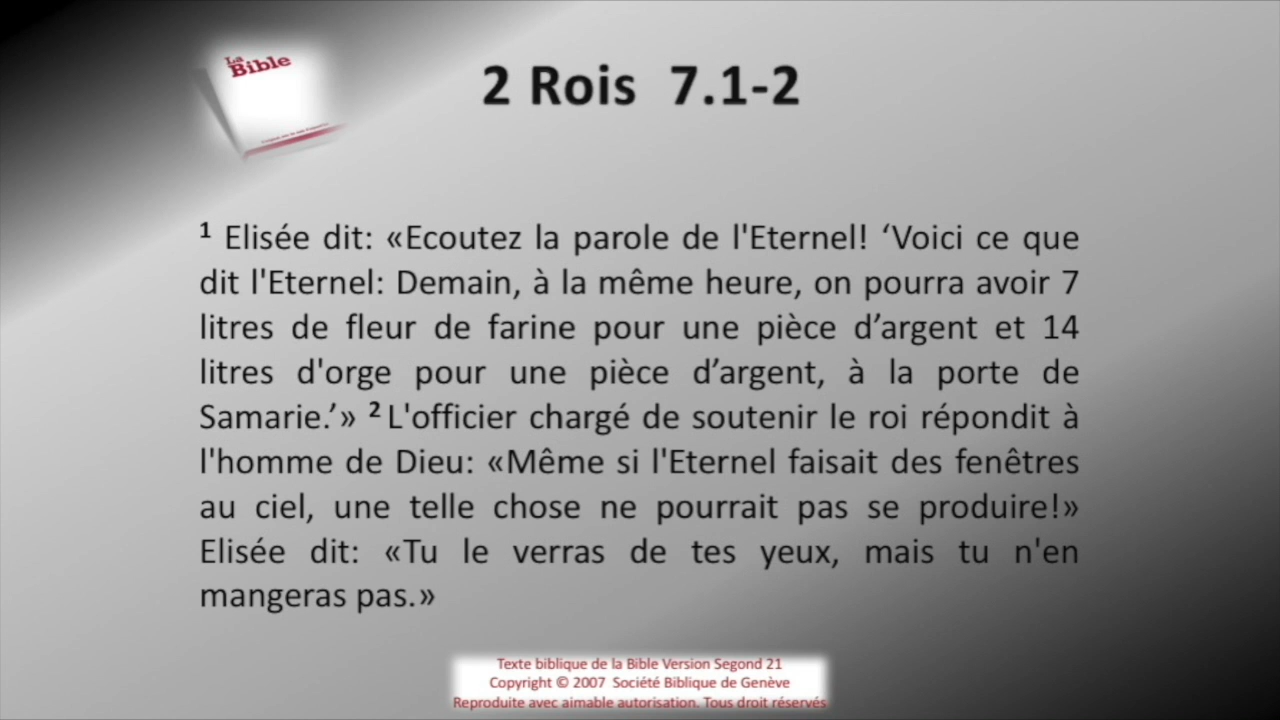 La
Bible
2 Rois 7.1-2
1 Elisée dit: «Ecoutez la parole de l'Eternel! ‘Voici ce que
dit l'Eternel: Demain, à la même heure, on pourra avoir 7
litres de fleur de farine pour une pièce d’argent et 14
litres d'orge pour une pièce d’argent, à la porte de
Samarie.’» 2 L'officier chargé de soutenir le roi répondit à
l'homme de Dieu: «Même si l'Eternel faisait des fenêtres
au ciel, une telle chose ne pourrait pas se produire!»
Elisée dit: «Tu le verras de tes yeux, mais tu n'en
mangeras pas.»
Texte biblique de la Bible Version Segond 21
Copyright © 2007 Société Biblique de Genève
Reproduite avec aimable autorisation. Tous droit réservés